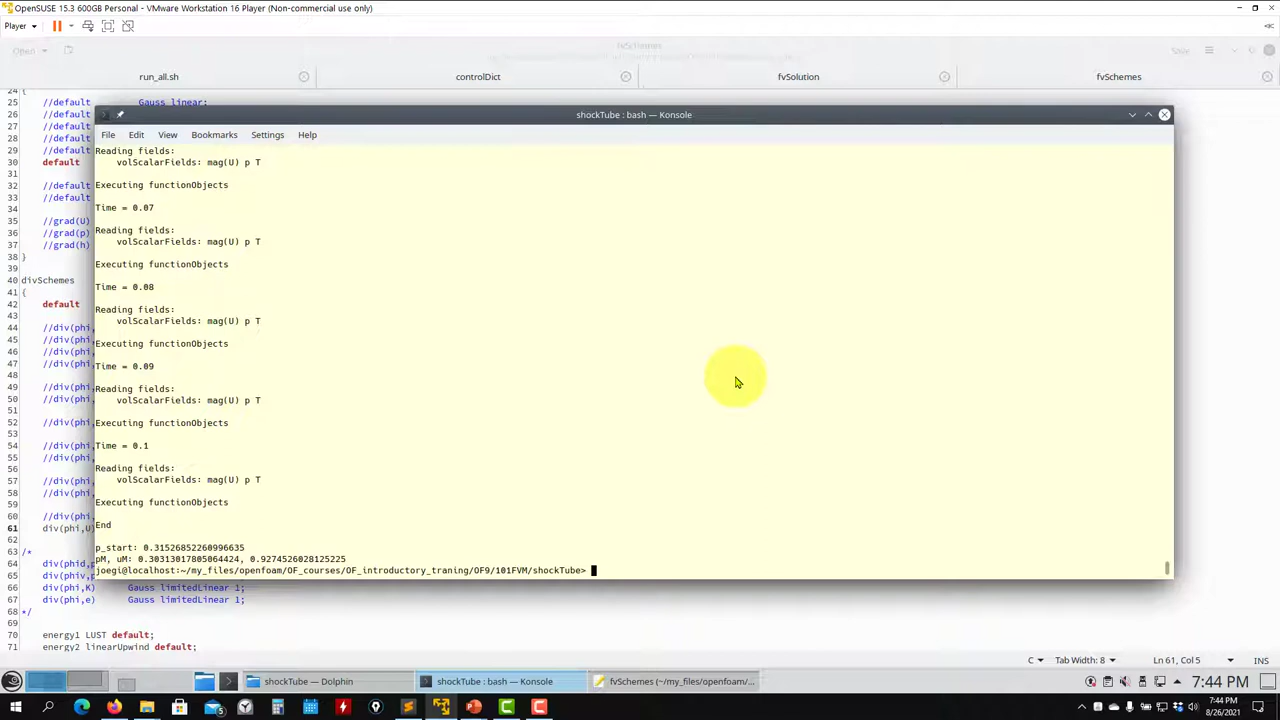 OpenSUSE 15.3 600GB Personal - VMware Workstation 16 Player (Non-commercial use only)
Player
Open
fvSchemes
Save
run_all.sh
controlDict
fvSolution
fvSchemes
24 {
25 //default Gauss linear;
26 //default
27 //default
28 //default
29 //default
30 default
31
32 //default
33 //default
34
35 //grad(U)
36 //grad(p)
37 //grad(h)
38 }
39
40 divSchemes
41 {
42 default
43
44 //div(phi,
45 //div(phi,
46 //div(phi,
47 //div(phi,
48
49 //div(phi,
50 //div(phi,
51
52 //div(phi,
53
54 //div(phi,
55 //div(phi,
56
57 //div(phi,
58 //div(phi,
59
60 //div(phi,
61 div(phi,U)
62
63 /*
64 div(phid,p
65 div(phiv,p
66 div(phi,K) Gauss limitedLinear 1;
67 div(phi,e) Gauss limitedLinear 1;
68 */
69
70 energy1 LUST default;
71 energy2 linearUpwind default;
shockTube : bash — Konsole
File Edit View Bookmarks Settings Help
Reading fields:
volScalarFields: mag(U) p T
Executing functionObjects
Time = 0.07
Reading fields:
volScalarFields: mag(U) p T
Executing functionObjects
Time = 0.08
Reading fields:
volScalarFields: mag(U) p T
Executing functionObjects
Time = 0.09
Reading fields:
volScalarFields: mag(U) p T
Executing functionObjects
Time = 0.1
Reading fields:
volScalarFields: mag(U) p T
Executing functionObjects
End
p_start: 0.31526852260996635
pM, uM: 0.30313017805064424, 0.9274526028125225
joegi@localhost:~/my_files/openfoam/OF_courses/OF_introductory_traning/OF9/101FVM/shockTube>
C Tab Width: 8 Ln 61, Col 5 INS
shockTube — Dolphin
shockTube : bash — Konsole
fvSchemes (~/my_files/openfoam/...
7:44 PM
7:44 PM
8/26/2021